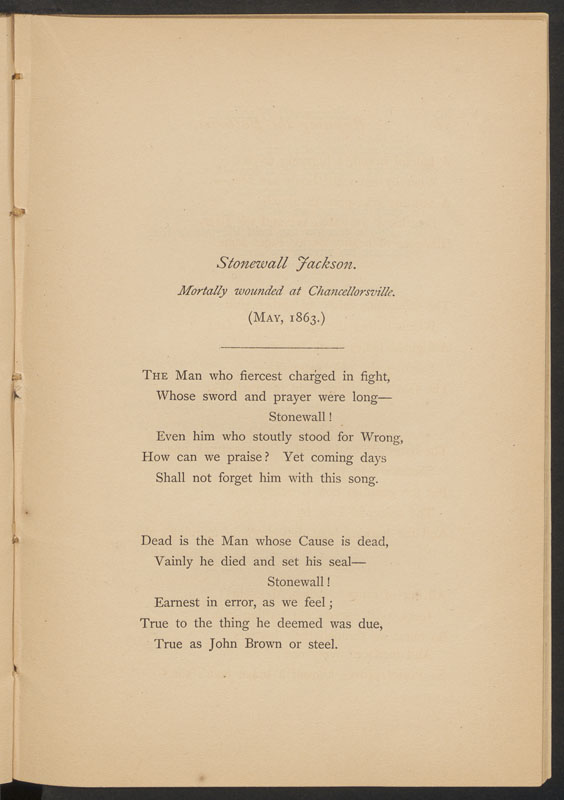 Stonewall Jackson.
Mortally wounded at Chancellorsville.
(May, 1863.)
The Man who fiercest charged in fight,
Whose sword and prayer were long—
Stonewall!
Even him who stoutly stood for Wrong,
How can we praise? Yet coming days
Shall not forget him with this song.
Dead is the Man whose Cause is dead,
Vainly he died and set his seal—
Stonewall!
Earnest in error, as we feel;
True to the thing he deemed was due,
True as John Brown or steel.